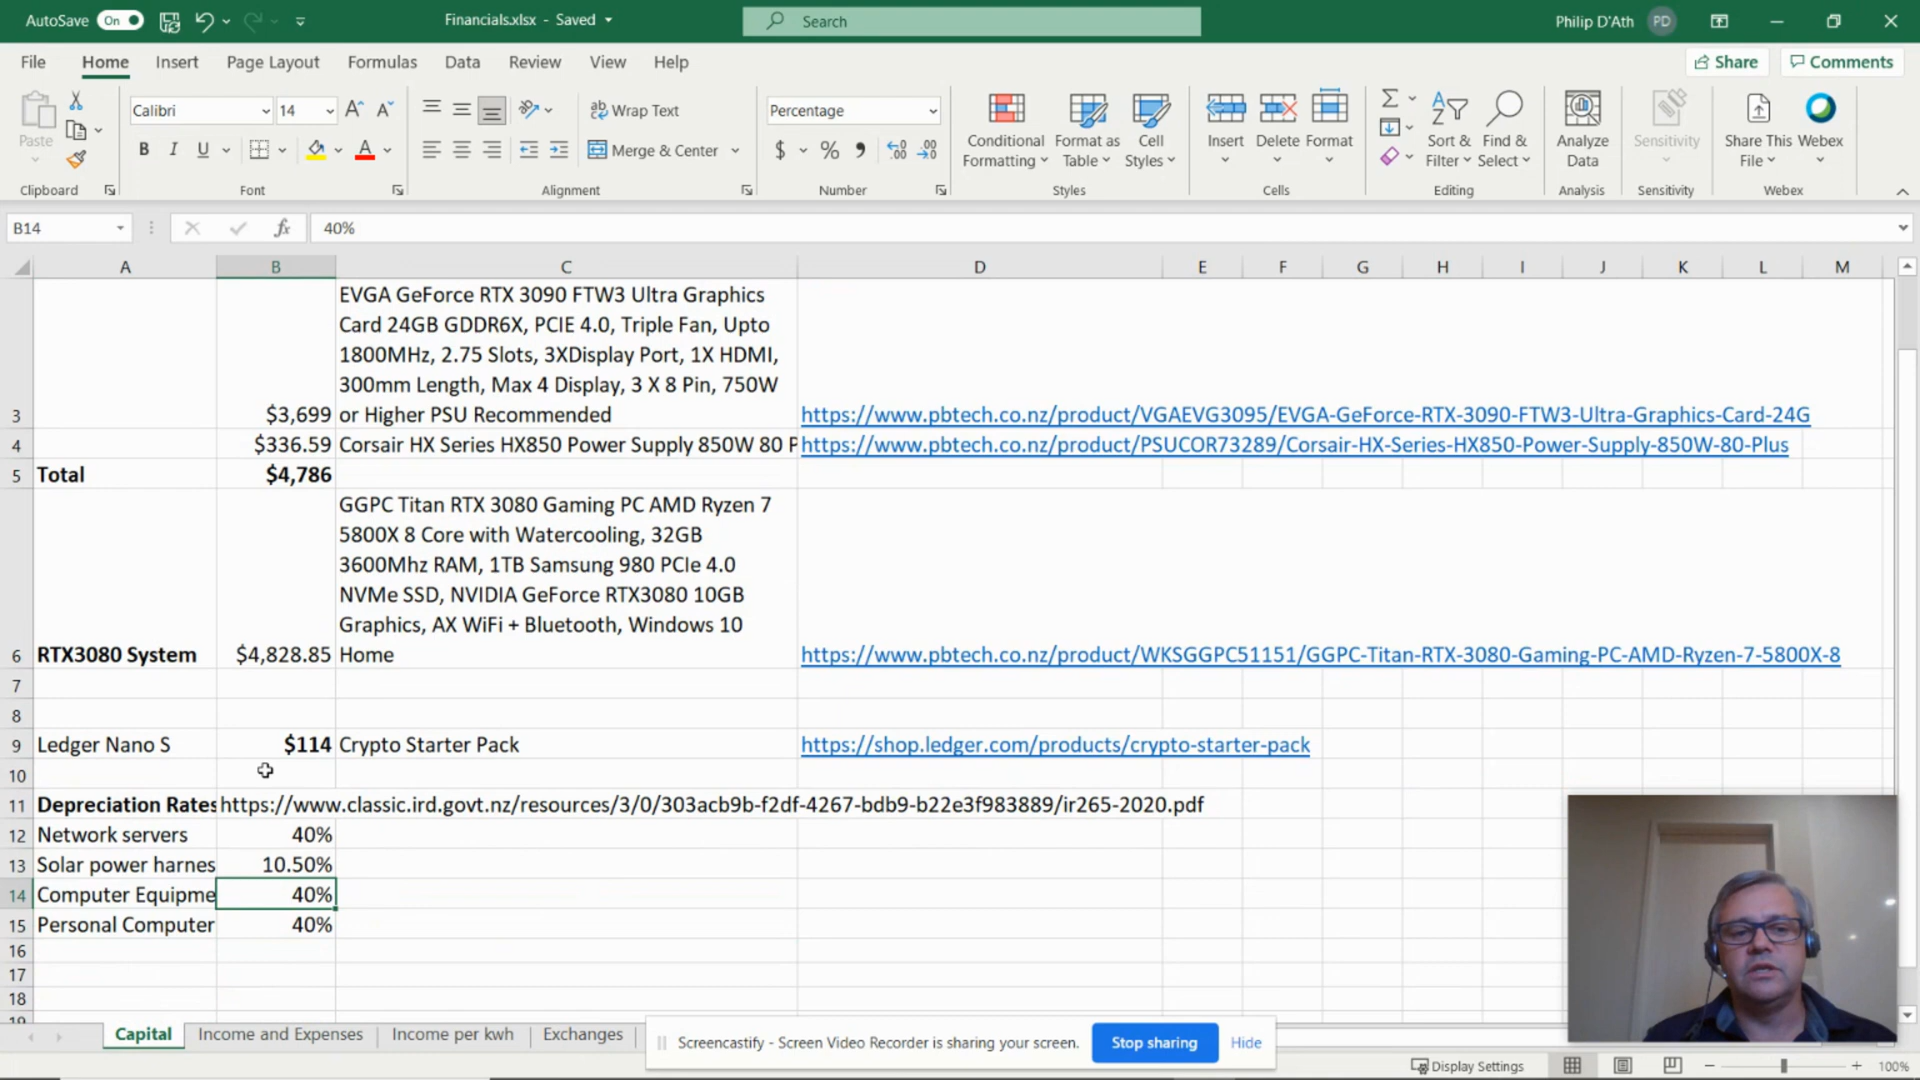 AutoSave On Financials.xlsx - Saved Search Philip D'Ath PD
File Home Insert Page Layout Formulas Data Review View Help Share Comments
Paste Calibri 14 Wrap Text Percentage Conditional Formatting Format as Table Cell Styles Insert Delete Format Sort & Filter Find & Select Analyze Data Sensitivity Share This File Webex
B I U Merge & Center $ %
Clipboard Font Alignment Number Styles Cells Editing Analysis Sensitivity Webex
B14 fx 40%
A B C D E F G H I J K L M
EVGA GeForce RTX 3090 FTW3 Ultra Graphics
Card 24GB GDDR6X, PCIE 4.0, Triple Fan, Upto
1800MHz, 2.75 Slots, 3XDisplay Port, 1X HDMI,
300mm Length, Max 4 Display, 3 X 8 Pin, 750W
3 $3,699 or Higher PSU Recommended https://www.pbtech.co.nz/product/VGAEVG3095/EVGA-GeForce-RTX-3090-FTW3-Ultra-Graphics-Card-24G
4 $336.59 Corsair HX Series HX850 Power Supply 850W 80 P https://www.pbtech.co.nz/product/PSUCOR73289/Corsair-HX-Series-HX850-Power-Supply-850W-80-Plus
5 Total $4,786
GGPC Titan RTX 3080 Gaming PC AMD Ryzen 7
5800X 8 Core with Watercooling, 32GB
3600Mhz RAM, 1TB Samsung 980 PCIe 4.0
NVMe SSD, NVIDIA GeForce RTX3080 10GB
Graphics, AX WiFi + Bluetooth, Windows 10
6 RTX3080 System $4,828.85 Home https://www.pbtech.co.nz/product/WKSGGPC51151/GGPC-Titan-RTX-3080-Gaming-PC-AMD-Ryzen-7-5800X-8
7
8
9 Ledger Nano S $114 Crypto Starter Pack https://shop.ledger.com/products/crypto-starter-pack
10
11 Depreciation Rates https://www.classic.ird.govt.nz/resources/3/0/303acb9b-f2df-4267-bdb9-b22e3f983889/ir265-2020.pdf
12 Network servers 40%
13 Solar power harnes 10.50%
14 Computer Equipme 40%
15 Personal Computer 40%
16
17
18
19
Capital Income and Expenses Income per kwh Exchanges
Screencastify - Screen Video Recorder is sharing your screen. Stop sharing Hide
Display Settings 100%